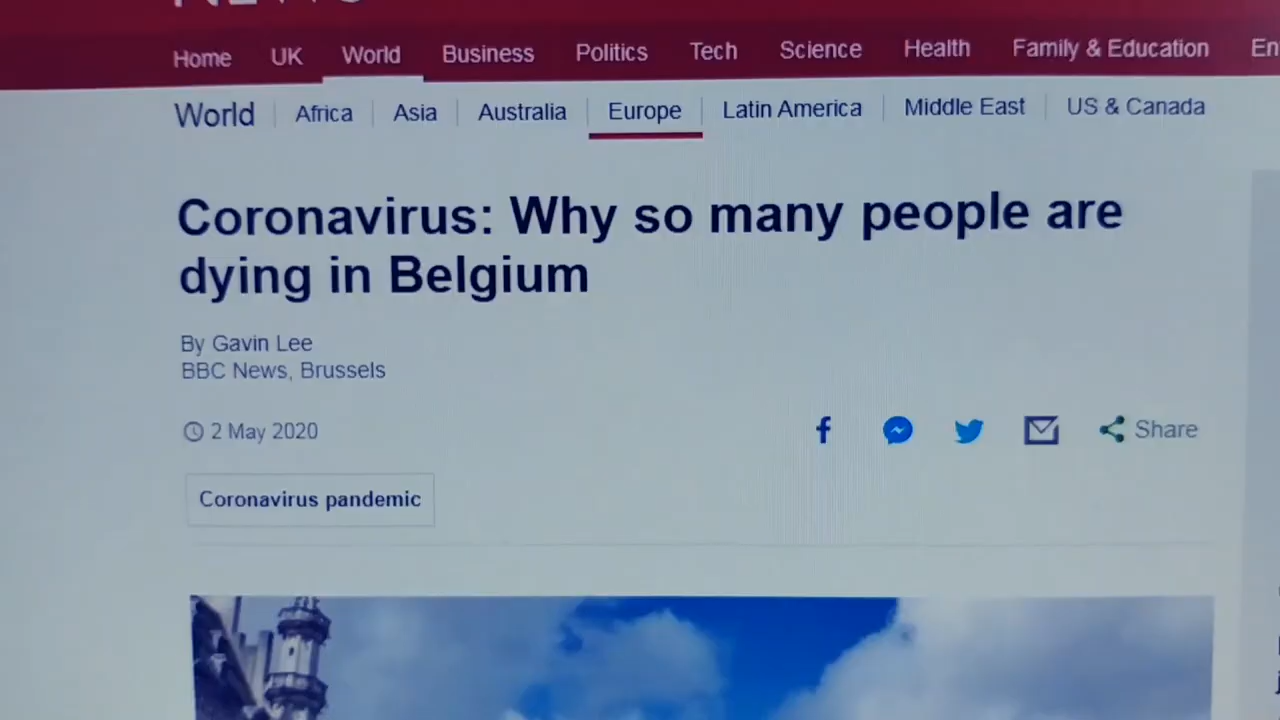 NEWS
Home UK World Business Politics Tech Science Health Family & Education En
World Africa Asia Australia Europe Latin America Middle East US & Canada
Coronavirus: Why so many people are
dying in Belgium
By Gavin Lee
BBC News, Brussels
2 May 2020
Share
Coronavirus pandemic